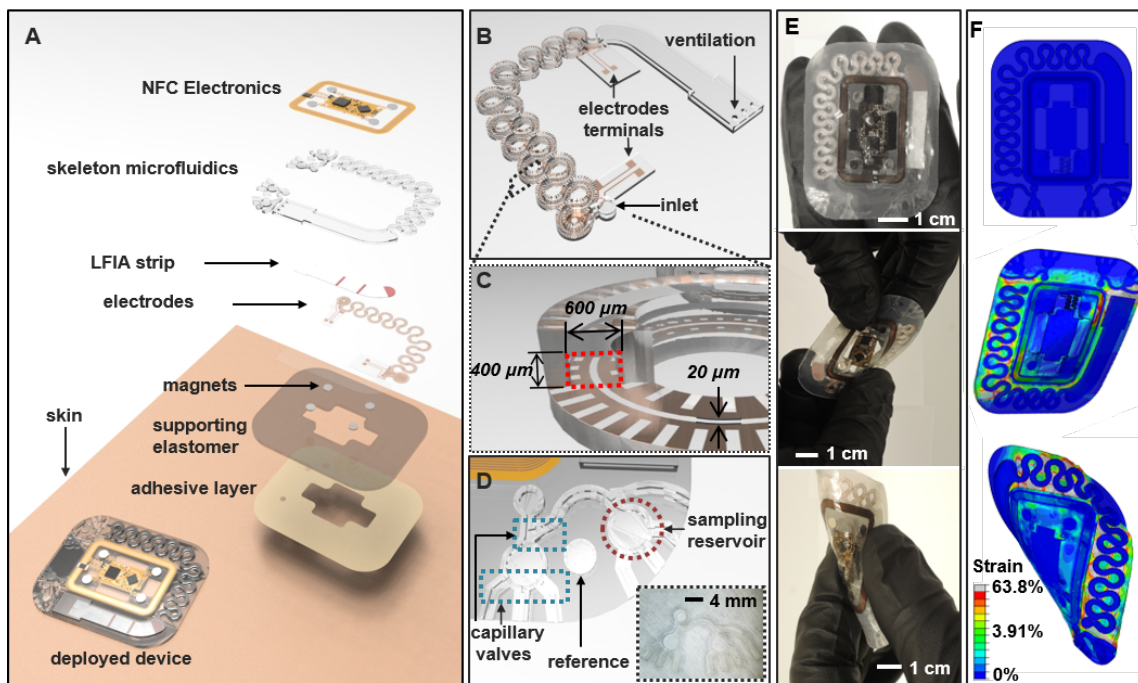 A
NFC Electronics
skeleton microfluidics
LFIA strip
electrodes
magnets
supporting
elastomer
skin
adhesive layer
deployed device
B
ventilation
electrodes
terminals
inlet
C
600 µm
400 µm
20 µm
D
sampling
reservoir
4 mm
capillary
valves
reference
E
1 cm
1 cm
1 cm
F
Strain
63.8%
3.91%
0%